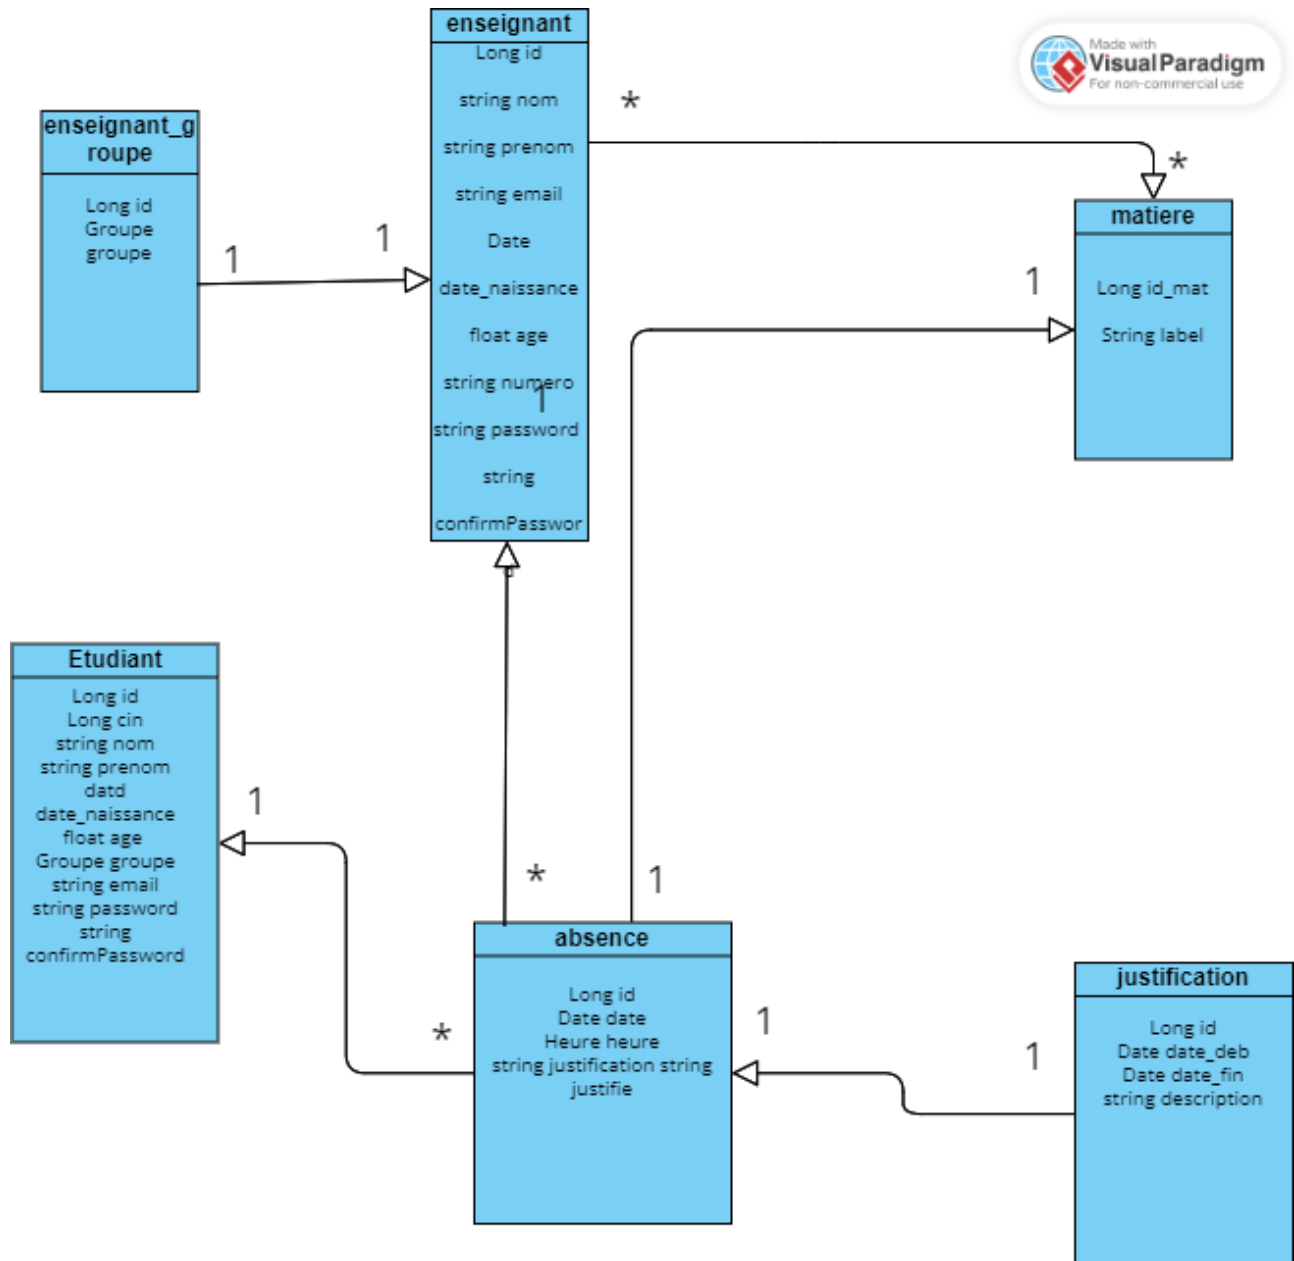 enseignant
Long id
string nom
string prenom
string email
Date
date_naissance
float age
string numero
1
string password
string
confirmPasswor
Made with
Visual Paradigm
For non-commercial use
enseignant_g
roupe
Long id
Groupe
groupe
1
1
*
*
matiere
Long id_mat
String label
1
Etudiant
Long id
Long cin
string nom
string prenom
datd
date_naissance
float age
Groupe groupe
string email
string password
string
confirmPassword
1
*
*
1
absence
Long id
Date date
Heure heure
string justification string
justifie
1
1
justification
Long id
Date date_deb
Date date_fin
string description